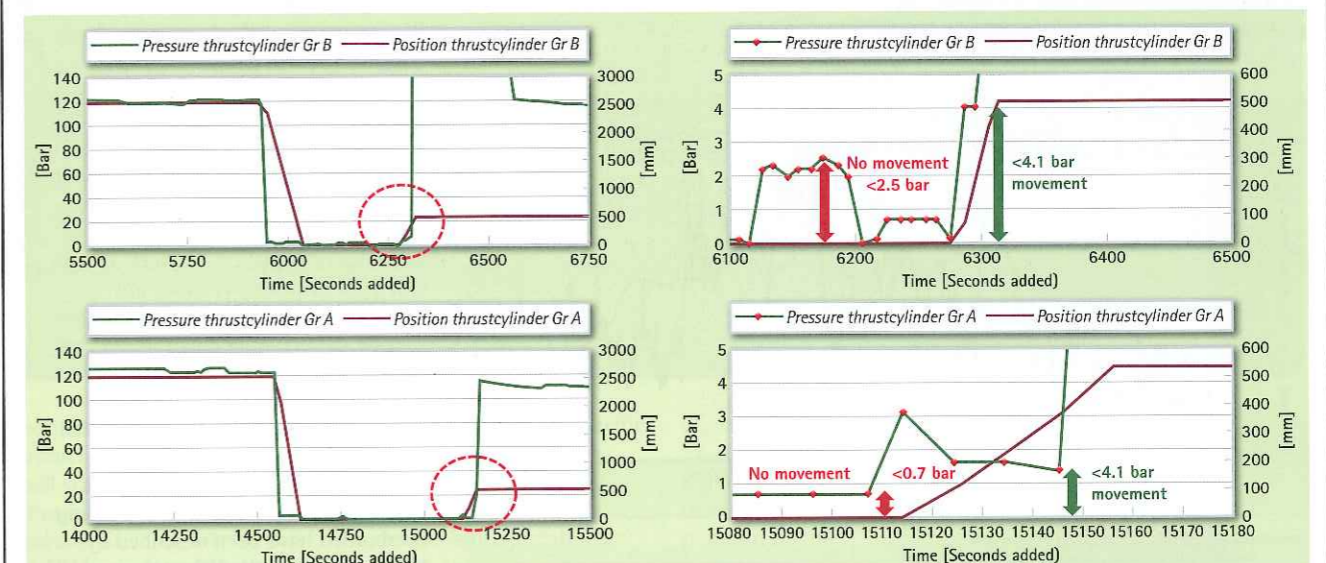 Pressure thrustcylinder Gr B Position thrustcylinder Gr B
140
120
100
80
60
40
20
0
[Bar]
3000
2500
2000
1500
1000
500
0
[mm]
5500 5750 6000 6250 6500 6750
Time [Seconds added]
Pressure thrustcylinder Gr B Position thrustcylinder Gr B
5
4
3
2
1
0
[Bar]
No movement
<2.5 bar
<4.1 bar
movement
600
500
400
300
200
100
0
[mm]
6100 6200 6300 6400 6500
Time [Seconds added]
Pressure thrustcylinder Gr A Position thrustcylinder Gr A
140
120
100
80
60
40
20
0
[Bar]
3000
2500
2000
1500
1000
500
0
[mm]
14000 14250 14500 14750 15000 15250 15500
Time [Seconds added]
Pressure thrustcylinder Gr A Position thrustcylinder Gr A
5
4
3
2
1
0
[Bar]
No movement <0.7 bar
<4.1 bar
movement
600
500
400
300
200
100
0
[mm]
15080 15090 15100 15110 15120 15130 15140 15150 15160 15170 15180
Time [Seconds added]